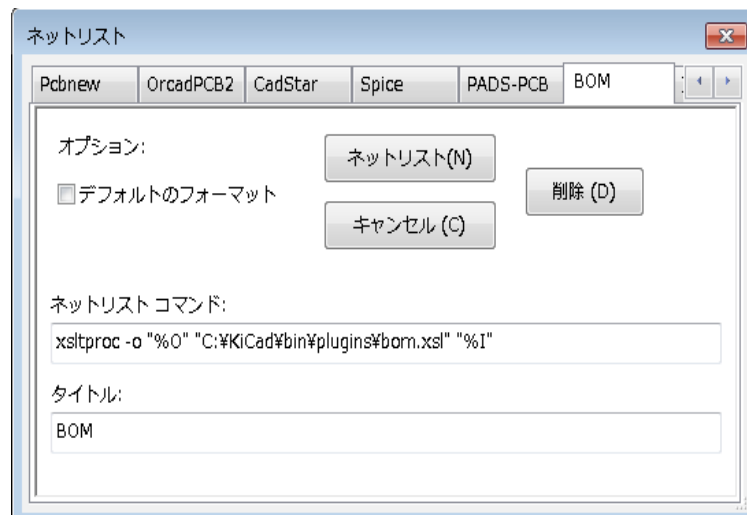 ネットリスト
Pcbnew OrcadPCB2 CadStar Spice PADS-PCB BOM
オプション:
ネットリスト(N)
デフォルトのフォーマット
削除 (D)
キャンセル (C)
ネットリスト コマンド:
xsltproc -o "%O" "C:¥KiCad¥bin¥plugins¥bom.xsl" "%I"
タイトル:
BOM